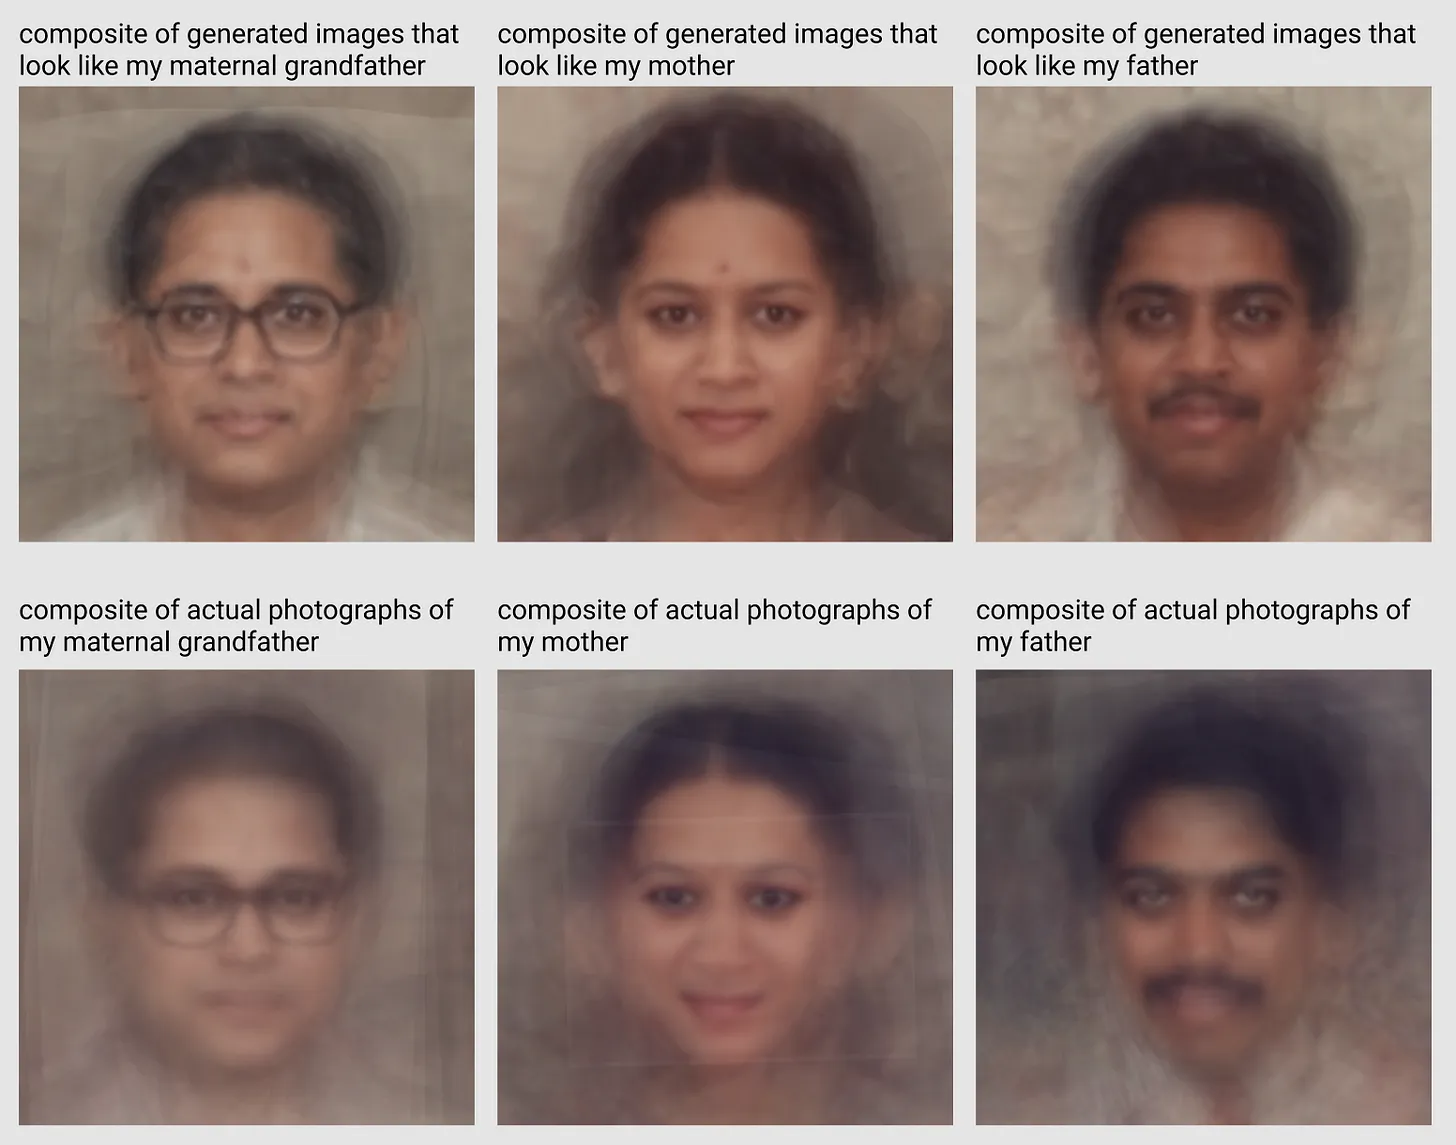 composite of generated images that
look like my maternal grandfather
composite of generated images that
look like my mother
composite of generated images that
look like my father
composite of actual photographs of
my maternal grandfather
composite of actual photographs of
my mother
composite of actual photographs of
my father